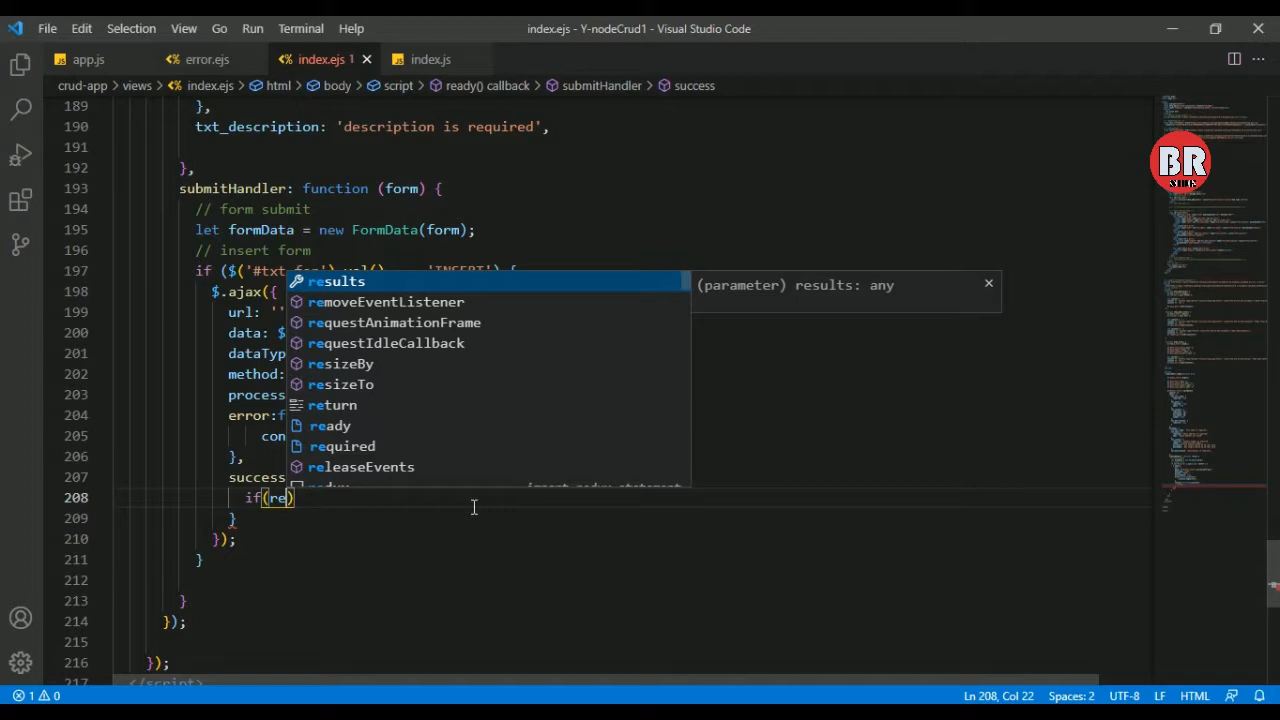 File Edit Selection View Go Run Terminal Help index.ejs - Y-nodeCrud1 - Visual Studio Code
app.js error.ejs index.ejs 1 index.js
crud-app > views > index.ejs > html > body > script > ready() callback > submitHandler > success
189 },
190 txt_description: 'description is required',
191
192 },
193 submitHandler: function (form) {
194 // form submit
195 let formData = new FormData(form);
196 // insert form
197 if ($('#txt_for').val() 'INSERT') {
198 $.ajax({
199 url: ''
200 data: $
201 dataTyp
202 method:
203 process
204 error:f
205 con
206 },
207 success
208 if(re)
209 }
210 });
211 }
212
213 }
214 });
215
216 });
217 </script>
results
removeEventListener
requestAnimationFrame
requestIdleCallback
resizeBy
resizeTo
return
ready
required
releaseEvents
(parameter) results: any
BR
1 0 Ln 208, Col 22 Spaces: 2 UTF-8 LF HTML